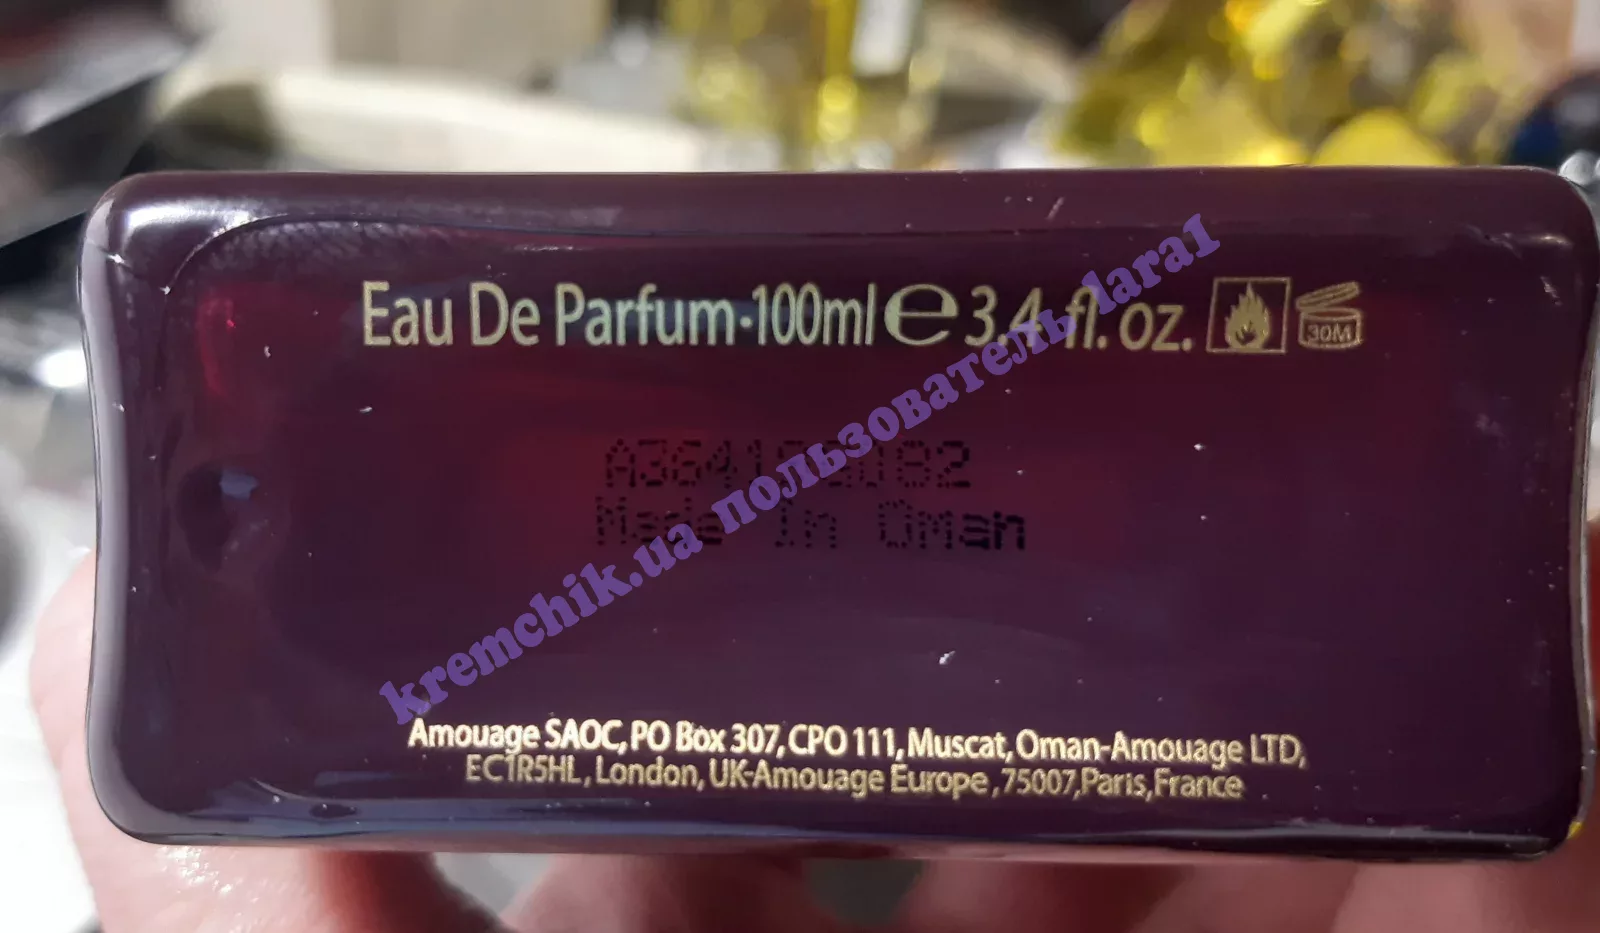 Eau De Parfum·100ml ℮ 3.4 fl. oz.
30M
Made In Oman
kremchik.ua пользователь lara1
Amouage SAOC, PO Box 307, CPO 111, Muscat, Oman-Amouage LTD,
EC1R5HL, London, UK-Amouage Europe, 75007, Paris, France